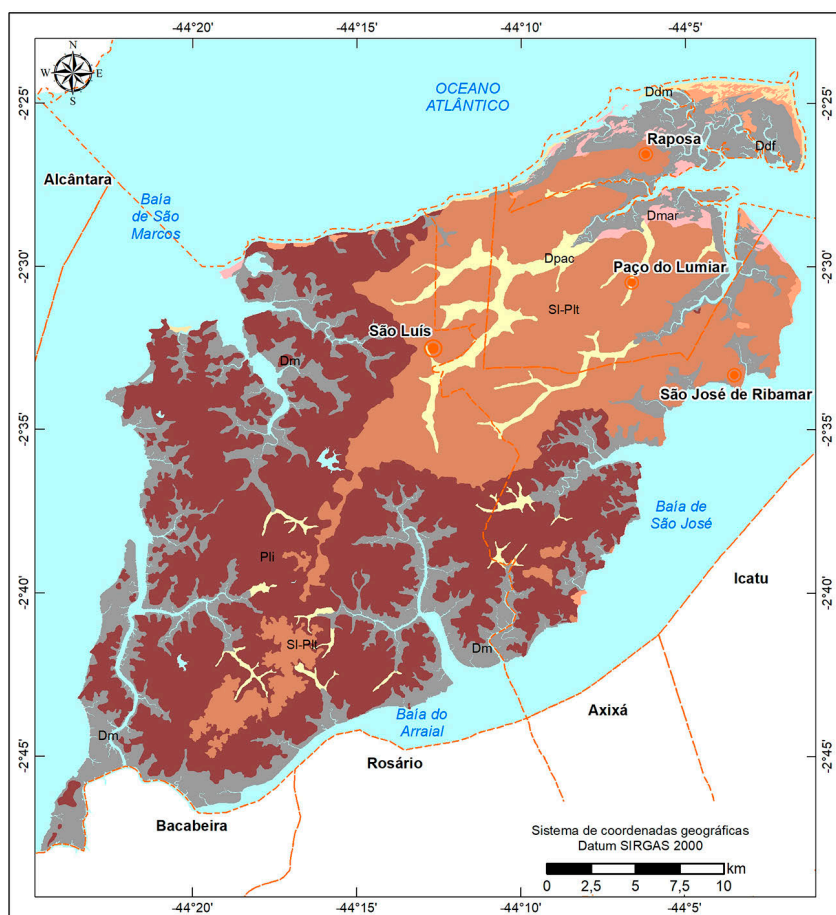 -44°20'
-44°15'
-44°10'
-44°5'
N
W
E
S
-2°25'
-2°25'
OCEANO
ATLÂNTICO
Ddm
Raposa
Ddf
Alcântara
Baía
de São
Marcos
Dmar
Dpac
Paço do Lumiar
-2°30'
-2°30'
SI-Plt
São Luís
Dm
São José de Ribamar
-2°35'
-2°35'
Baía de
São José
Pli
Icatu
-2°40'
-2°40'
SI-Plt
Dm
Axixá
Baía do
Arraial
Dm
-2°45'
-2°45'
Rosário
Bacabeira
Sistema de coordenadas geográficas
Datum SIRGAS 2000
km
0 2,5 5 7,5 10
-44°20'
-44°15'
-44°10'
-44°5'